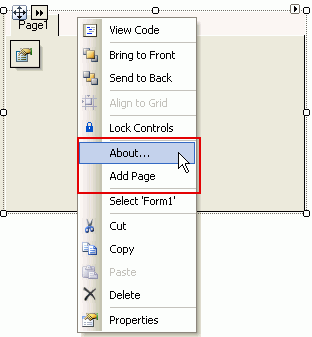 Page1
View Code
Bring to Front
Send to Back
Align to Grid
Lock Controls
About...
Add Page
Select 'Form1'
Cut
Copy
Paste
Delete
Properties